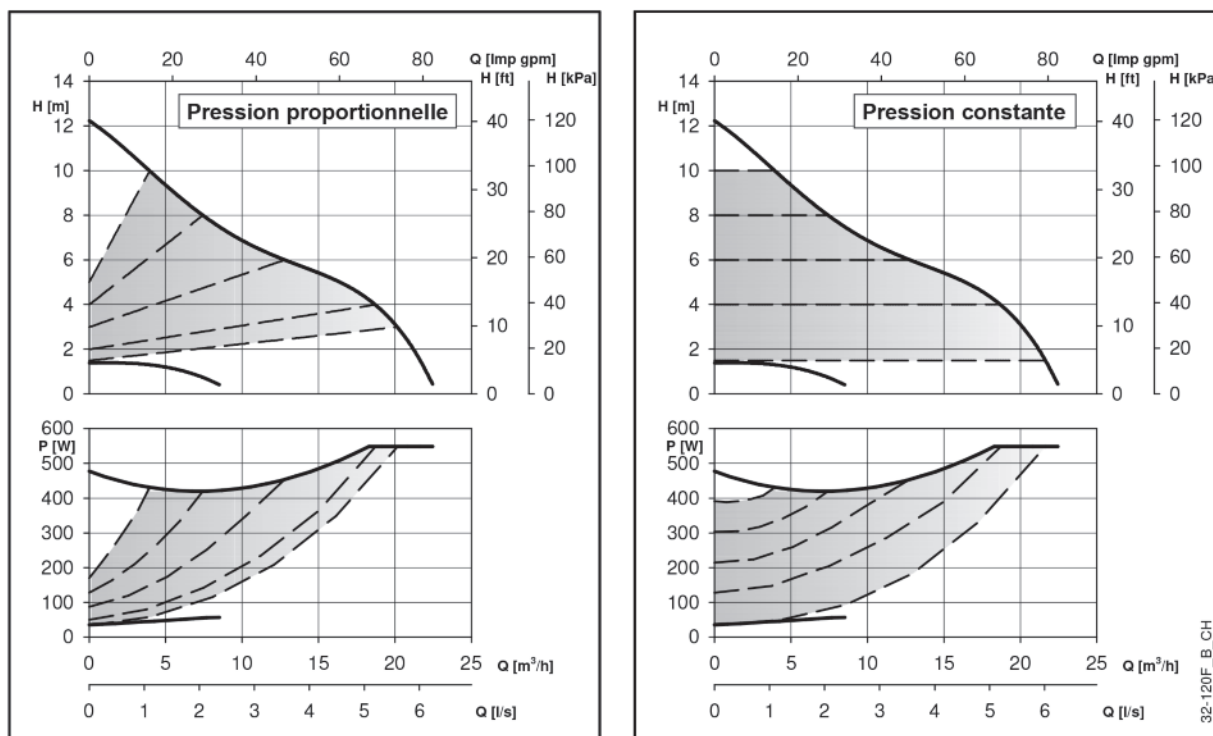 0 20 40 60 80 Q [Imp gpm]
H [ft] H [kPa]
14
H [m] Pression proportionnelle
12 40 120
10 30 100
8 80
6 20 60
4 10 40
2 20
0 0 0
600
P [W]
500
400
300
200
100
0
0 5 10 15 20 25
Q [m³/h]
0 1 2 3 4 5 6 Q [l/s]
0 20 40 60 80 Q [Imp gpm]
H [ft] H [kPa]
14
H [m] Pression constante
12 40 120
10 30 100
8 80
6 20 60
4 10 40
2 20
0 0 0
600
P [W]
500
400
300
200
100
0
0 5 10 15 20 25
Q [m³/h]
0 1 2 3 4 5 6 Q [l/s]
32-120F_B_CH